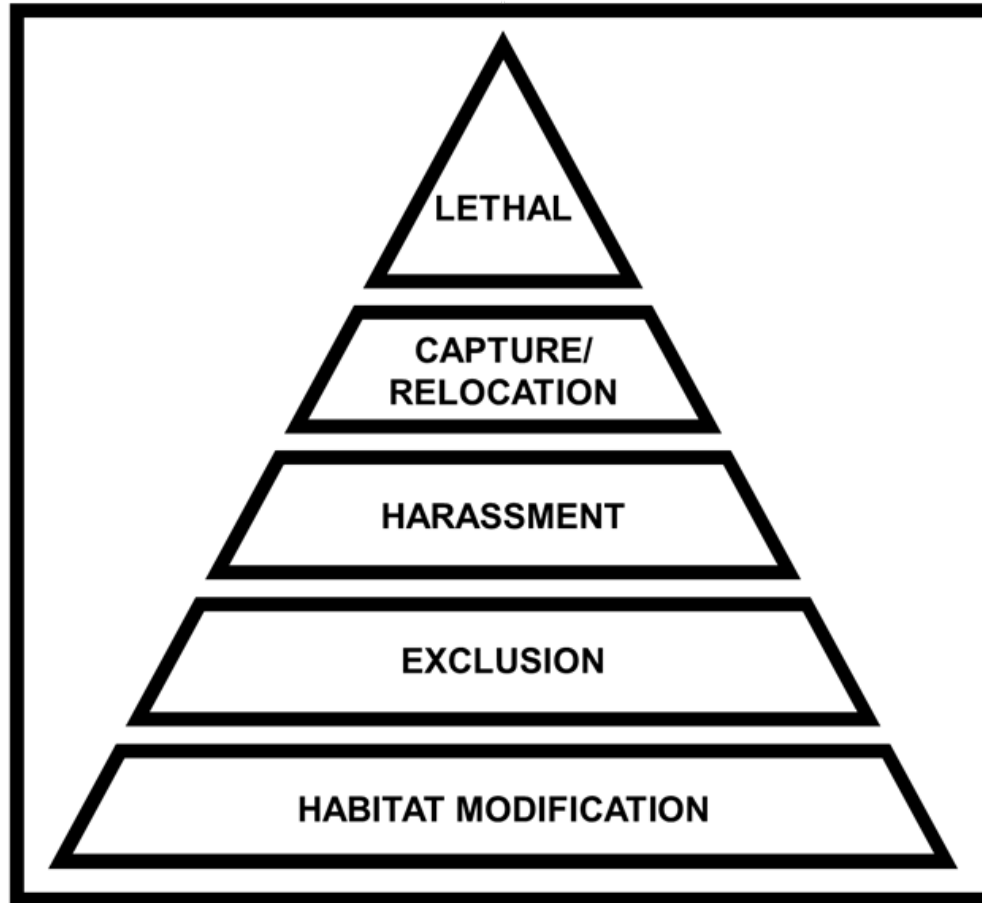 LETHAL
CAPTURE/
RELOCATION
HARASSMENT
EXCLUSION
HABITAT MODIFICATION